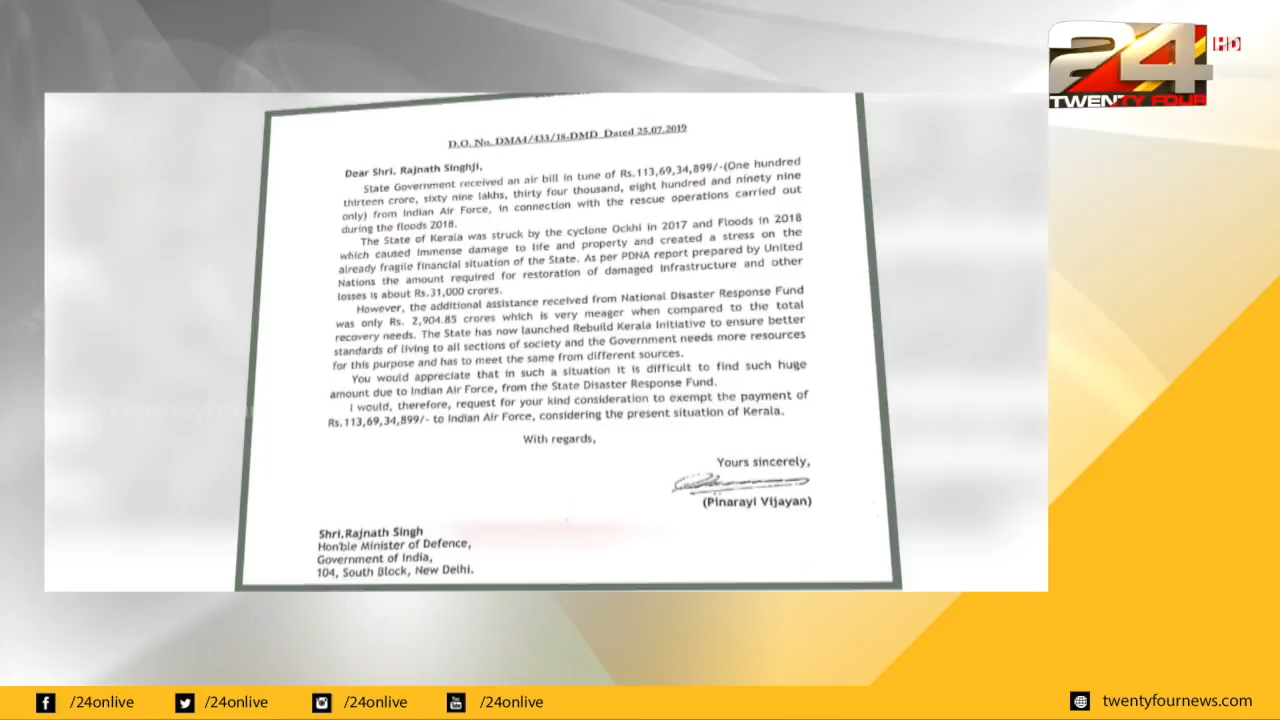 24
HD
TWENTY FOUR
D.O. No. DMA4/433/18-DMD Dated 25.07.2019
Dear Shri. Rajnath Singhji,
State Government received an air bill in tune of Rs.113,69,34,899/-(One hundred
thirteen crore, sixty nine lakhs, thirty four thousand, eight hundred and ninety nine
only) from Indian Air Force, in connection with the rescue operations carried out
during the floods 2018.
The State of Kerala was struck by the cyclone Ockhi in 2017 and Floods in 2018
which caused immense damage to life and property and created a stress on the
already fragile financial situation of the State. As per PDNA report prepared by United
Nations the amount required for restoration of damaged infrastructure and other
losses is about Rs.31,000 crores.
However, the additional assistance received from National Disaster Response Fund
was only Rs. 2,904.85 crores which is very meager when compared to the total
recovery needs. The State has now launched Rebuild Kerala Initiative to ensure better
standards of living to all sections of society and the Government needs more resources
for this purpose and has to meet the same from different sources.
You would appreciate that in such a situation it is difficult to find such huge
amount due to Indian Air Force, from the State Disaster Response Fund.
I would, therefore, request for your kind consideration to exempt the payment of
Rs.113,69,34,899/- to Indian Air Force, considering the present situation of Kerala.
With regards,
Yours sincerely,
(Pinarayi Vijayan)
Shri.Rajnath Singh
Hon'ble Minister of Defence,
Government of India,
104, South Block, New Delhi.
/24onlive
/24onlive
/24onlive
/24onlive
twentyfournews.com